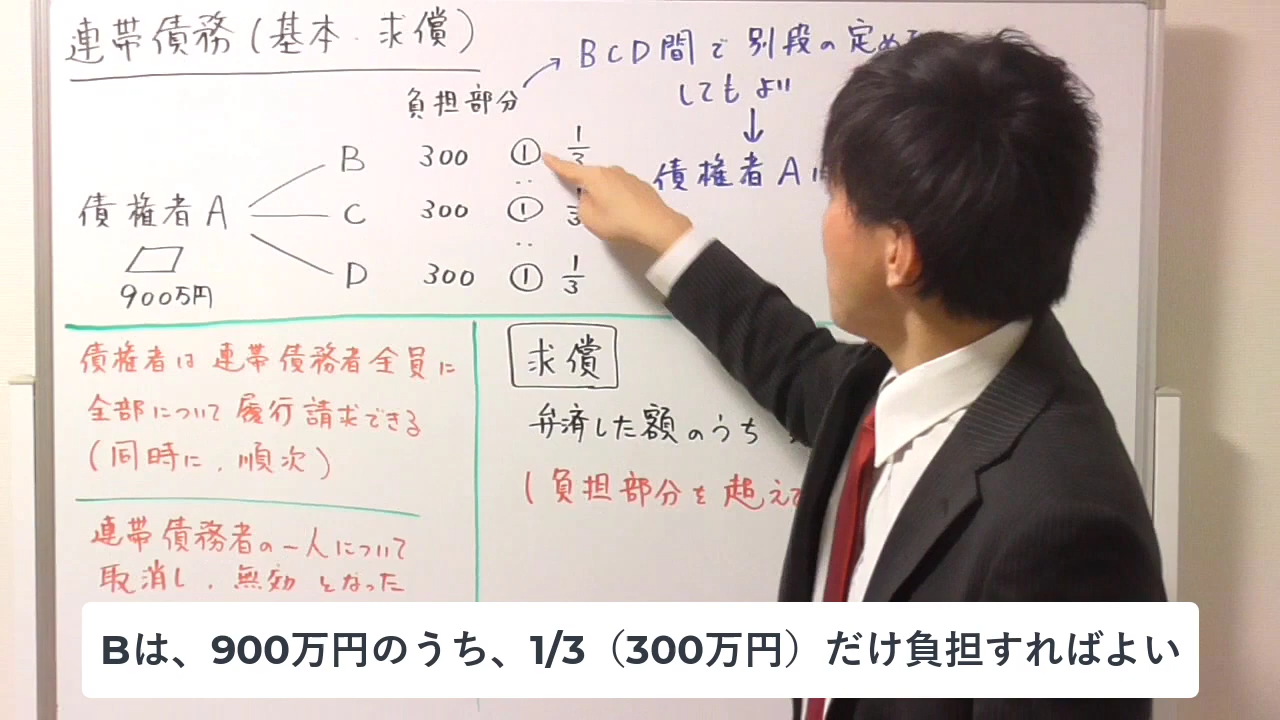 連帯債務(基本・求償)
負担部分
BCD間で別段の定め
してもよい
↓
債権者A
債権者A
900万円
B 300 ① 1/3
‥
C 300 ① 1/3
‥
D 300 ① 1/3
債権者は連帯債務者全員に
全部について履行請求できる
(同時に、順次)
連帯債務者の一人について
取消し、無効となった
求償
弁済した額のうち
(負担部分を超えて
Bは、900万円のうち、1/3（300万円）だけ負担すればよい